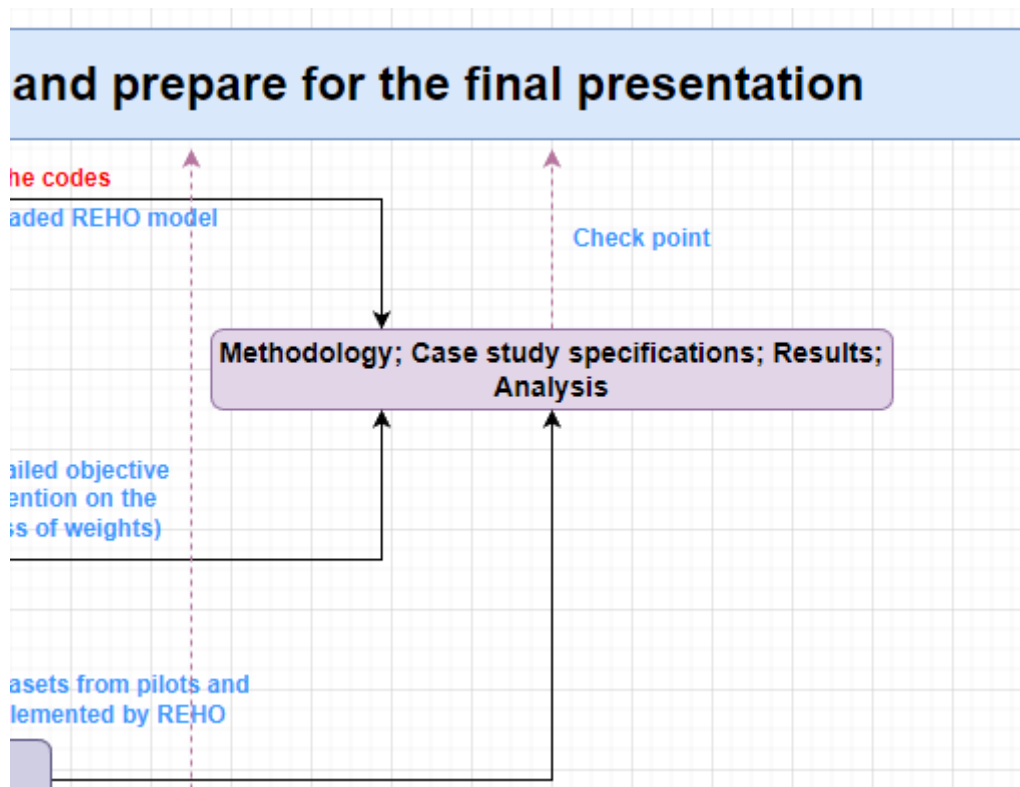 and prepare for the final presentation
he codes
aded REHO model
Check point
Methodology; Case study specifications; Results;
Analysis
ailed objective
ention on the
ss of weights)
asets from pilots and
lemented by REHO